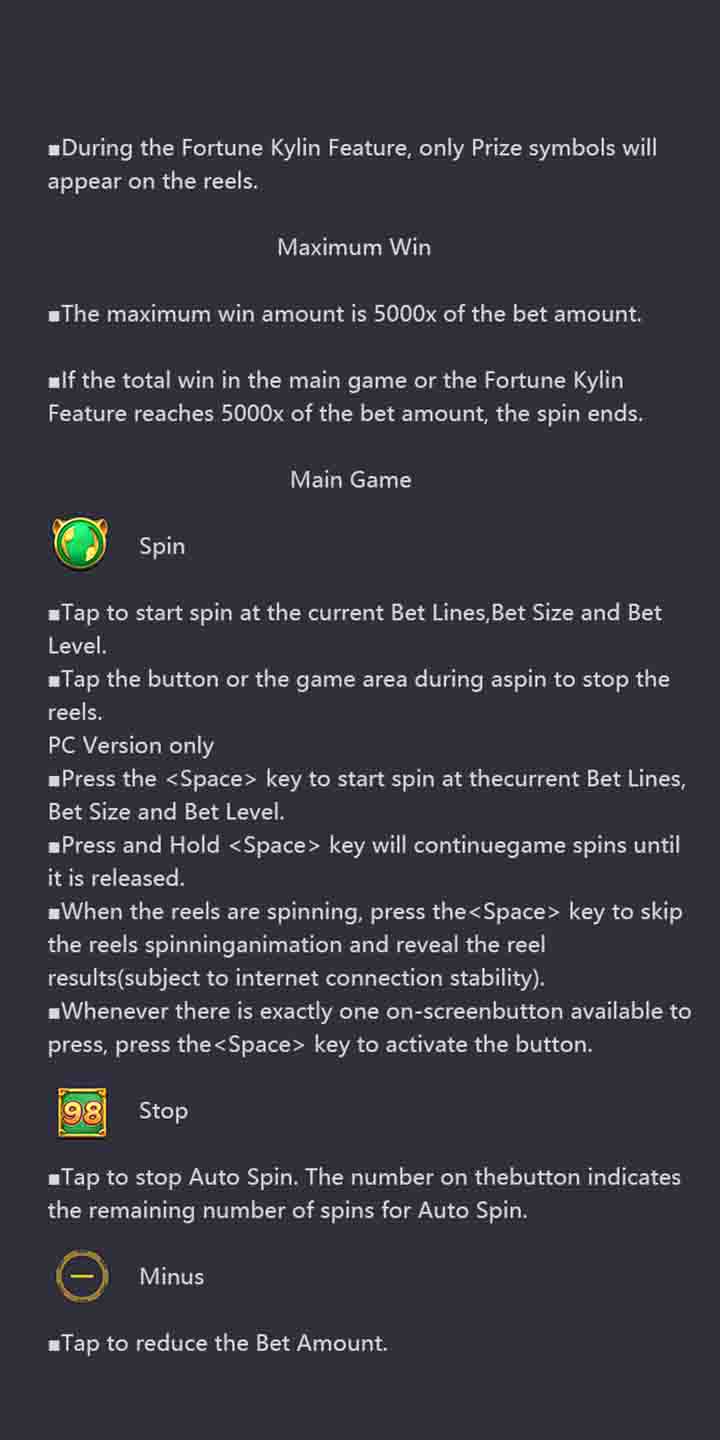 ■During the Fortune Kylin Feature, only Prize symbols will
appear on the reels.
Maximum Win
■The maximum win amount is 5000x of the bet amount.
■If the total win in the main game or the Fortune Kylin
Feature reaches 5000x of the bet amount, the spin ends.
Main Game
Spin
■Tap to start spin at the current Bet Lines,Bet Size and Bet
Level.
■Tap the button or the game area during aspin to stop the
reels.
PC Version only
■Press the <Space> key to start spin at thecurrent Bet Lines,
Bet Size and Bet Level.
■Press and Hold <Space> key will continuegame spins until
it is released.
■When the reels are spinning, press the<Space> key to skip
the reels spinninganimation and reveal the reel
results(subject to internet connection stability).
■Whenever there is exactly one on-screenbutton available to
press, press the<Space> key to activate the button.
98 Stop
■Tap to stop Auto Spin. The number on thebutton indicates
the remaining number of spins for Auto Spin.
Minus
■Tap to reduce the Bet Amount.